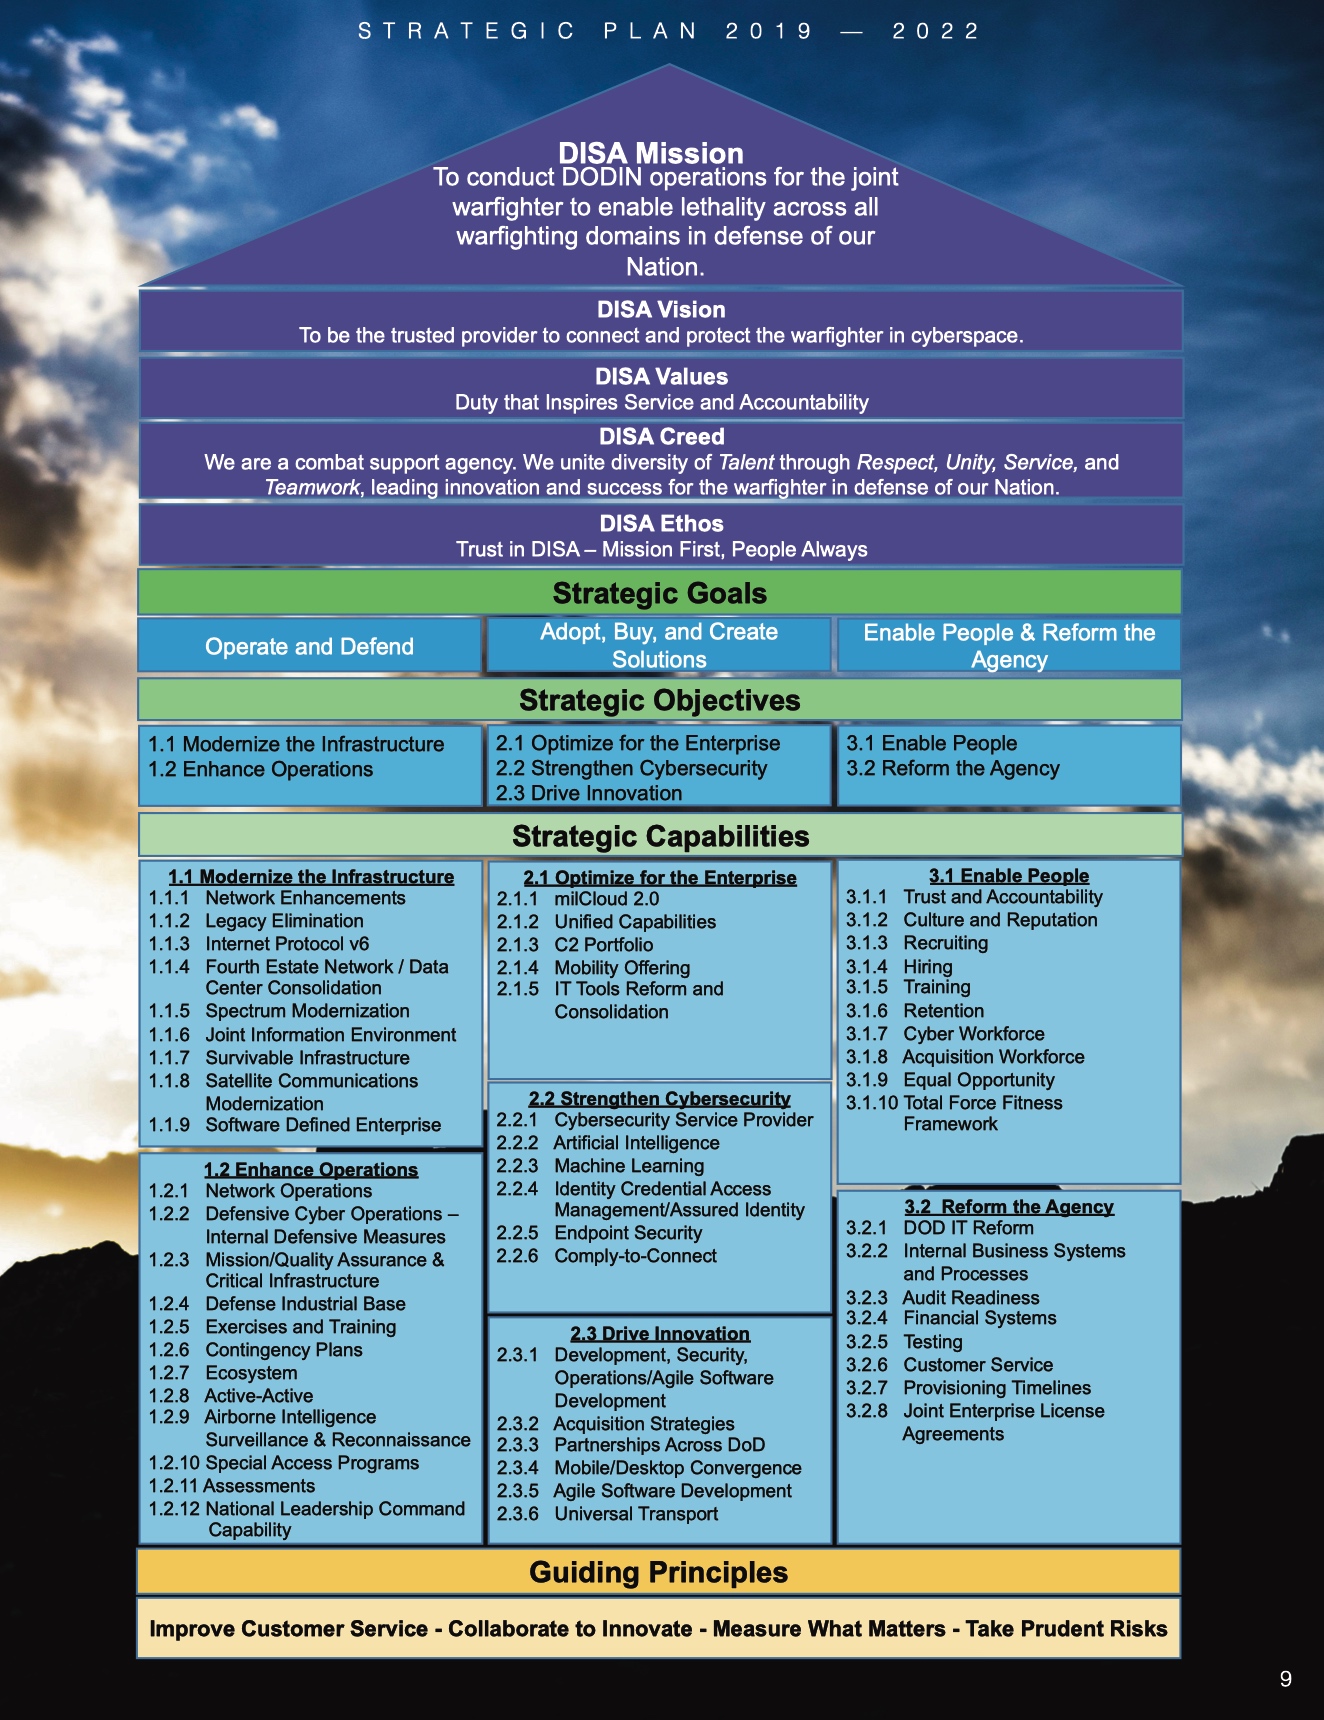 STRATEGIC PLAN 2019 — 2022
DISA Mission
To conduct DODIN operations for the joint
warfighter to enable lethality across all
warfighting domains in defense of our
Nation.
DISA Vision
To be the trusted provider to connect and protect the warfighter in cyberspace.
DISA Values
Duty that Inspires Service and Accountability
DISA Creed
We are a combat support agency. We unite diversity of Talent through Respect, Unity, Service, and
Teamwork, leading innovation and success for the warfighter in defense of our Nation.
DISA Ethos
Trust in DISA – Mission First, People Always
Strategic Goals
Operate and Defend
Adopt, Buy, and Create
Solutions
Enable People & Reform the
Agency
Strategic Objectives
1.1 Modernize the Infrastructure
1.2 Enhance Operations
2.1 Optimize for the Enterprise
2.2 Strengthen Cybersecurity
2.3 Drive Innovation
3.1 Enable People
3.2 Reform the Agency
Strategic Capabilities
1.1 Modernize the Infrastructure
1.1.1 Network Enhancements
1.1.2 Legacy Elimination
1.1.3 Internet Protocol v6
1.1.4 Fourth Estate Network / Data
Center Consolidation
1.1.5 Spectrum Modernization
1.1.6 Joint Information Environment
1.1.7 Survivable Infrastructure
1.1.8 Satellite Communications
Modernization
1.1.9 Software Defined Enterprise
1.2 Enhance Operations
1.2.1 Network Operations
1.2.2 Defensive Cyber Operations –
Internal Defensive Measures
1.2.3 Mission/Quality Assurance &
Critical Infrastructure
1.2.4 Defense Industrial Base
1.2.5 Exercises and Training
1.2.6 Contingency Plans
1.2.7 Ecosystem
1.2.8 Active-Active
1.2.9 Airborne Intelligence
Surveillance & Reconnaissance
1.2.10 Special Access Programs
1.2.11 Assessments
1.2.12 National Leadership Command
Capability
2.1 Optimize for the Enterprise
2.1.1 milCloud 2.0
2.1.2 Unified Capabilities
2.1.3 C2 Portfolio
2.1.4 Mobility Offering
2.1.5 IT Tools Reform and
Consolidation
2.2 Strengthen Cybersecurity
2.2.1 Cybersecurity Service Provider
2.2.2 Artificial Intelligence
2.2.3 Machine Learning
2.2.4 Identity Credential Access
Management/Assured Identity
2.2.5 Endpoint Security
2.2.6 Comply-to-Connect
2.3 Drive Innovation
2.3.1 Development, Security,
Operations/Agile Software
Development
2.3.2 Acquisition Strategies
2.3.3 Partnerships Across DoD
2.3.4 Mobile/Desktop Convergence
2.3.5 Agile Software Development
2.3.6 Universal Transport
3.1 Enable People
3.1.1 Trust and Accountability
3.1.2 Culture and Reputation
3.1.3 Recruiting
3.1.4 Hiring
3.1.5 Training
3.1.6 Retention
3.1.7 Cyber Workforce
3.1.8 Acquisition Workforce
3.1.9 Equal Opportunity
3.1.10 Total Force Fitness
Framework
3.2 Reform the Agency
3.2.1 DOD IT Reform
3.2.2 Internal Business Systems
and Processes
3.2.3 Audit Readiness
3.2.4 Financial Systems
3.2.5 Testing
3.2.6 Customer Service
3.2.7 Provisioning Timelines
3.2.8 Joint Enterprise License
Agreements
Guiding Principles
Improve Customer Service - Collaborate to Innovate - Measure What Matters - Take Prudent Risks
9